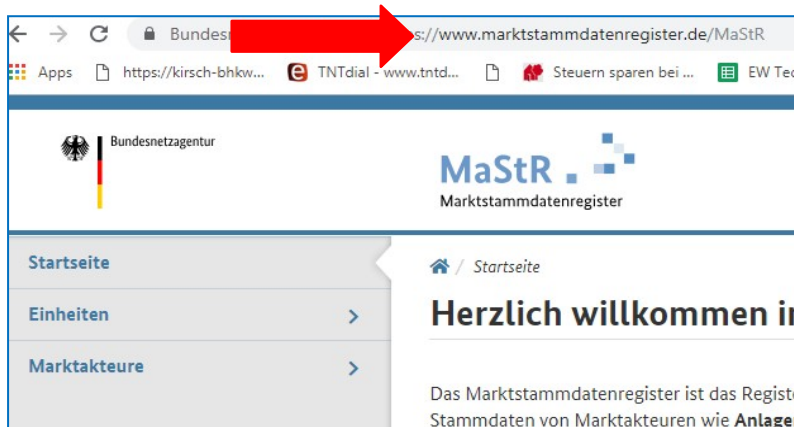 Bundesn s://www.marktstammdatenregister.de/MaStR
Apps https://kirsch-bhkw... TNTdial - www.tntd... Steuern sparen bei ... EW Tec
Bundesnetzagentur
MaStR
Marktstammdatenregister
Startseite
Einheiten
Marktakteure
Startseite
Herzlich willkommen i
Das Marktstammdatenregister ist das Registe
Stammdaten von Marktakteuren wie Anlage